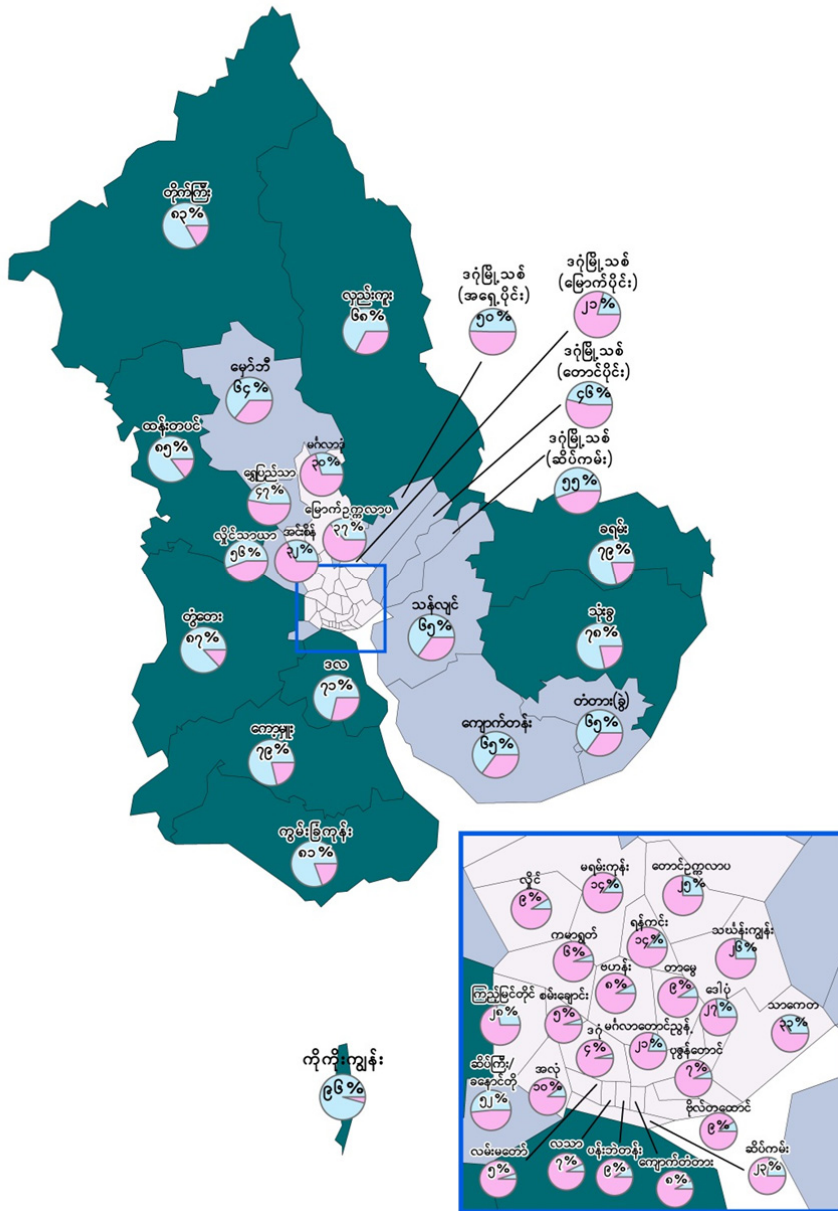 တိုက်ကြီး
၈၃%
လှည်းကူး
၆၈%
ဒဂုံမြို့သစ်
(အရှေ့ပိုင်း)
၅၀%
ဒဂုံမြို့သစ်
(မြောက်ပိုင်း)
၂၁%
ဒဂုံမြို့သစ်
(တောင်ပိုင်း)
၄၆%
ဒဂုံမြို့သစ်
(ဆိပ်ကမ်း)
၅၅%
မှော်ဘီ
၆၄%
ထန်းတပင်
၈၅%
မင်္ဂလာဒုံ
၃၀%
ရွှေပြည်သာ
၄၇%
မြောက်ဥက္ကလာပ
၃၇%
လှိုင်သာယာ
၅၆%
အင်းစိန်
၃၂%
ခရမ်း
၇၉%
သန်လျင်
၆၅%
သုံးခွ
၇၈%
တွံတေး
၈၇%
ဒလ
၇၁%
ကျောက်တန်း
၆၅%
တံတား(ခွဲ)
၆၅%
ကော့မှူး
၇၉%
ကွမ်းခြံကုန်း
၈၁%
ကိုကိုးကျွန်း
၉၆%
လှိုင်
၉%
မရမ်းကုန်း
၁၄%
တောင်ဥက္ကလာပ
၂၅%
ကမာရွတ်
၆%
ရန်ကင်း
၁၄%
သင်္ဃန်းကျွန်း
၂၆%
ဗဟန်း
၈%
တာမွေ
၉%
ဒေါပုံ
၂၇%
သာကေတ
၃၃%
ကြည့်မြင်တိုင်
၂၈%
စမ်းချောင်း
၅%
ဒဂုံ
၄%
မင်္ဂလာတောင်ညွန့်
၂၁%
ပုဇွန်တောင်
၇%
ဆိပ်ကြီး/
ခနောင်တို
၅၂%
အလုံ
၁၀%
ဗိုလ်တထောင်
၉%
လမ်းမတော်
၅%
လသာ
၇%
ပန်းဘဲတန်း
၉%
ကျောက်တံတား
၈%
ဆိပ်ကမ်း
၂၃%